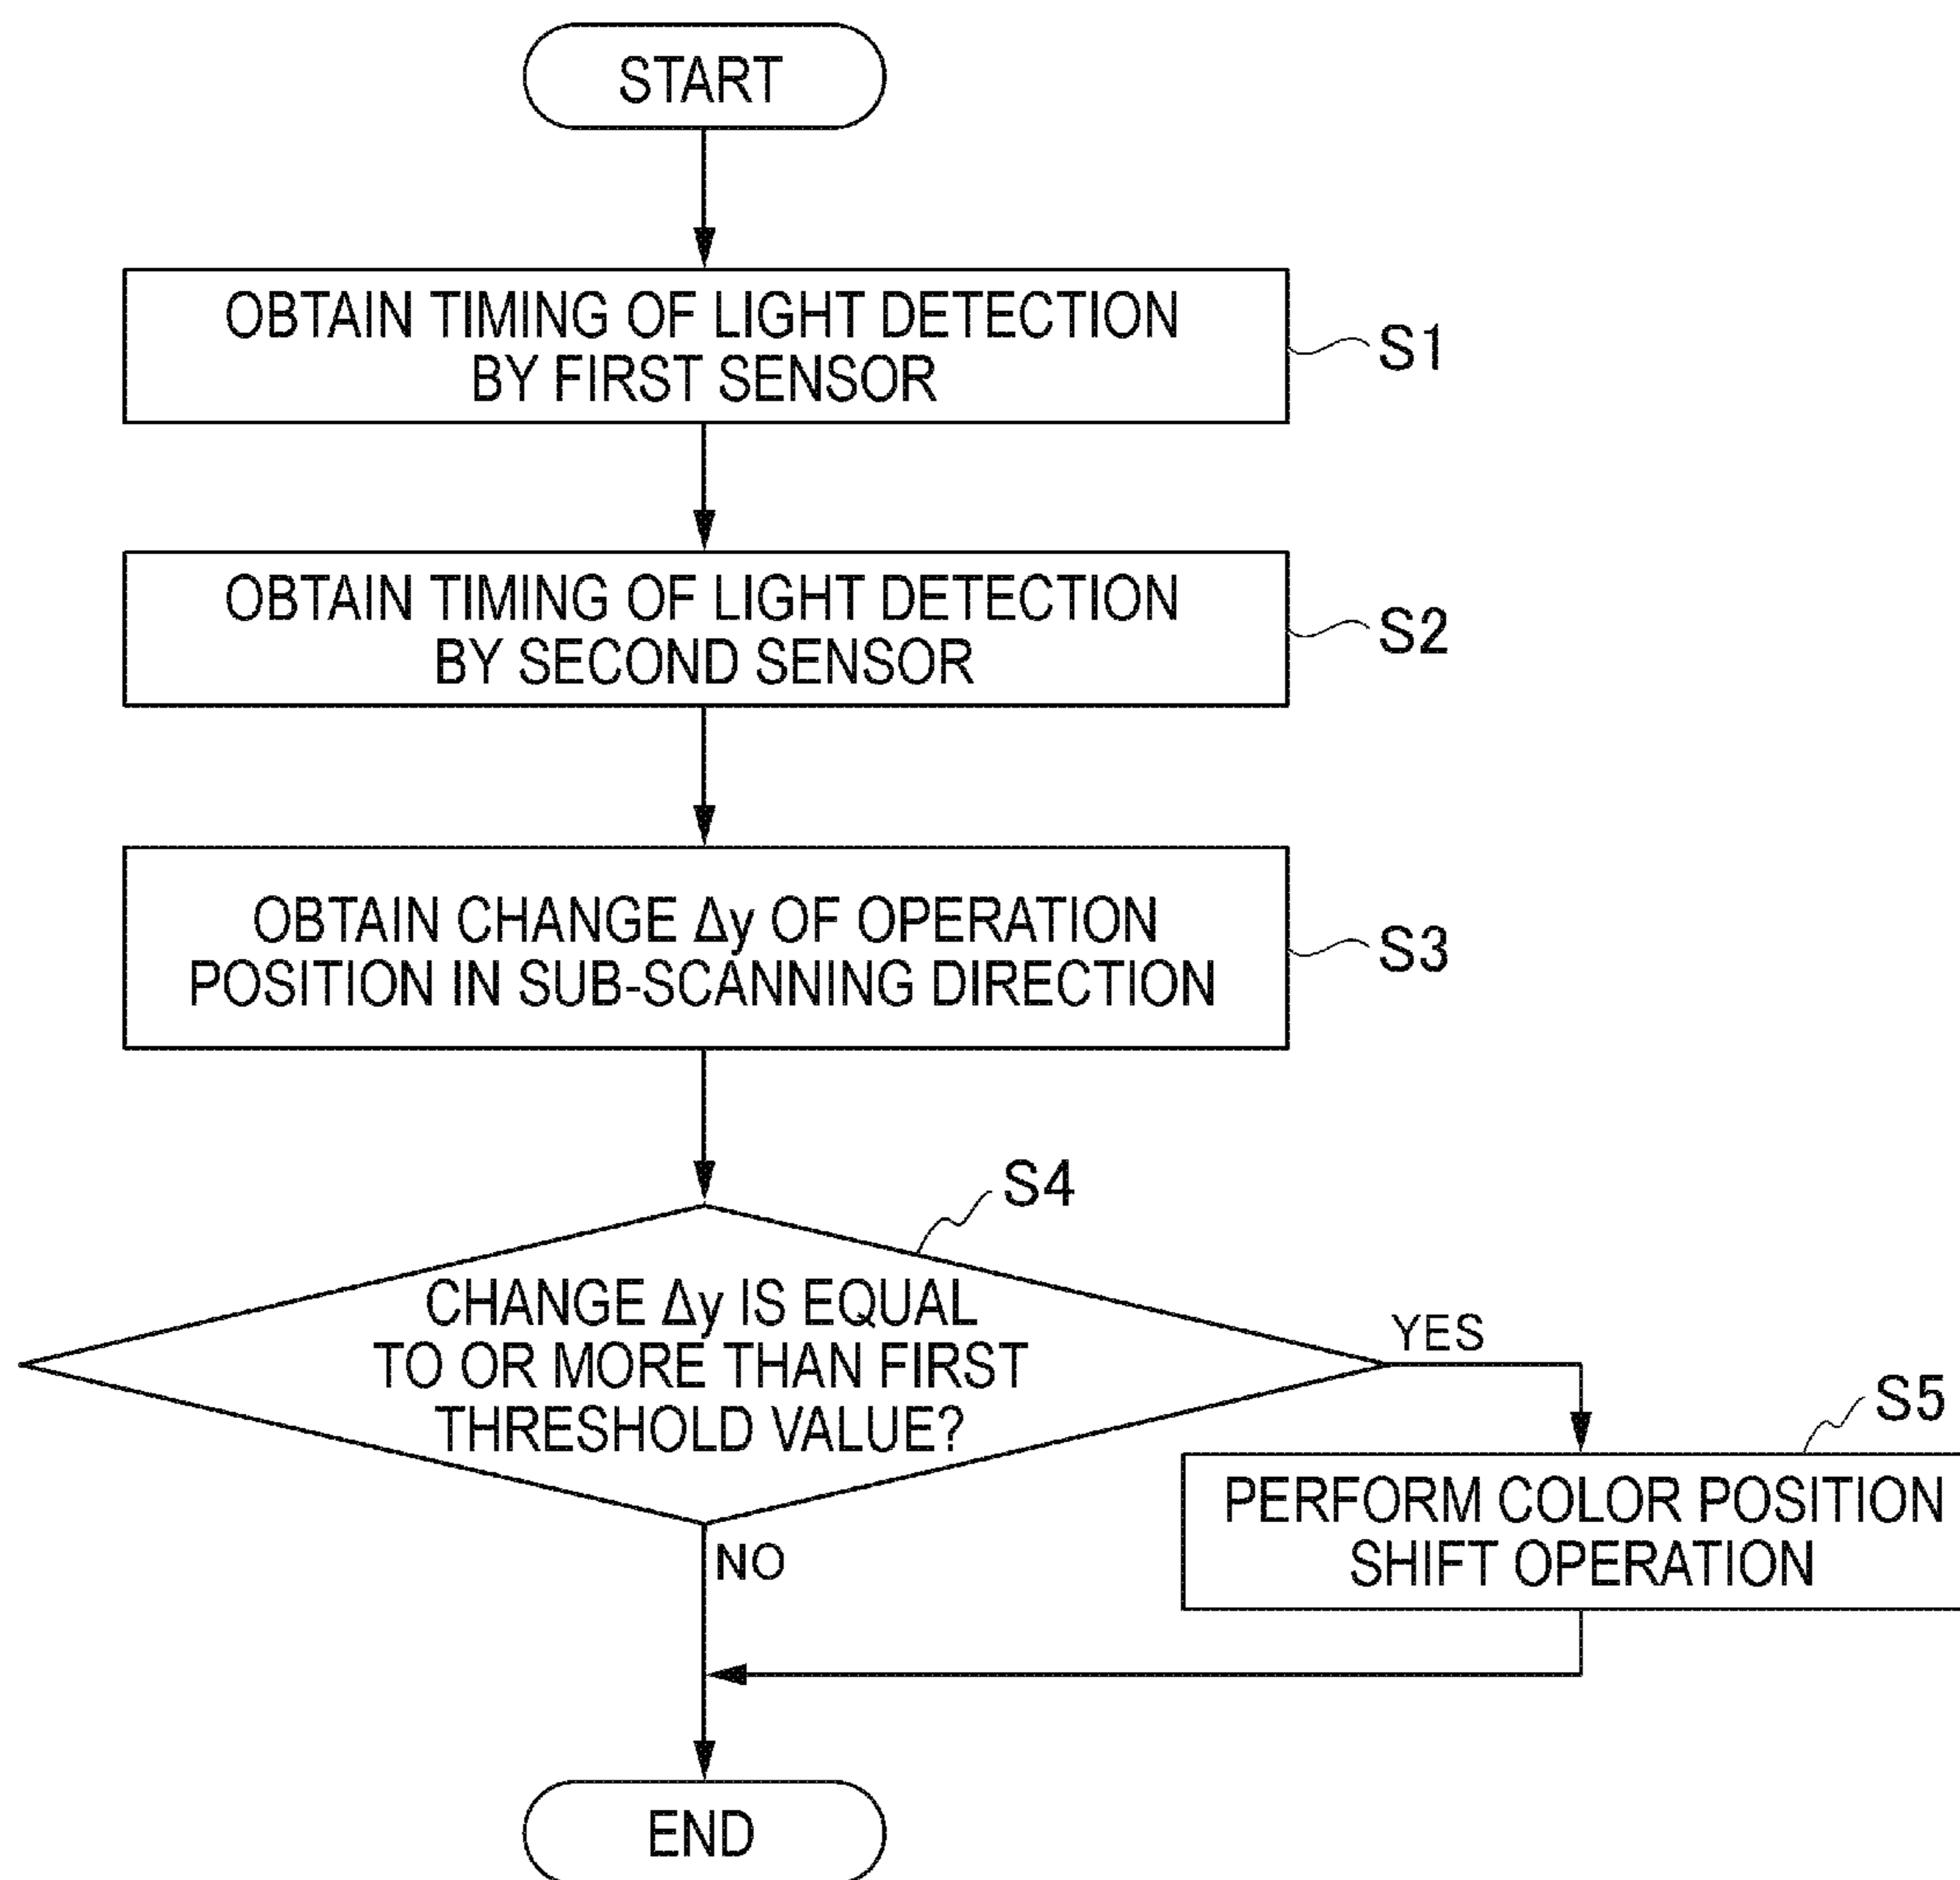 START
OBTAIN TIMING OF LIGHT DETECTION
BY FIRST SENSOR
S1
OBTAIN TIMING OF LIGHT DETECTION
BY SECOND SENSOR
S2
OBTAIN CHANGE Δy OF OPERATION
POSITION IN SUB-SCANNING DIRECTION
S3
S4
CHANGE Δy IS EQUAL
TO OR MORE THAN FIRST
THRESHOLD VALUE?
YES
S5
PERFORM COLOR POSITION
SHIFT OPERATION
NO
END